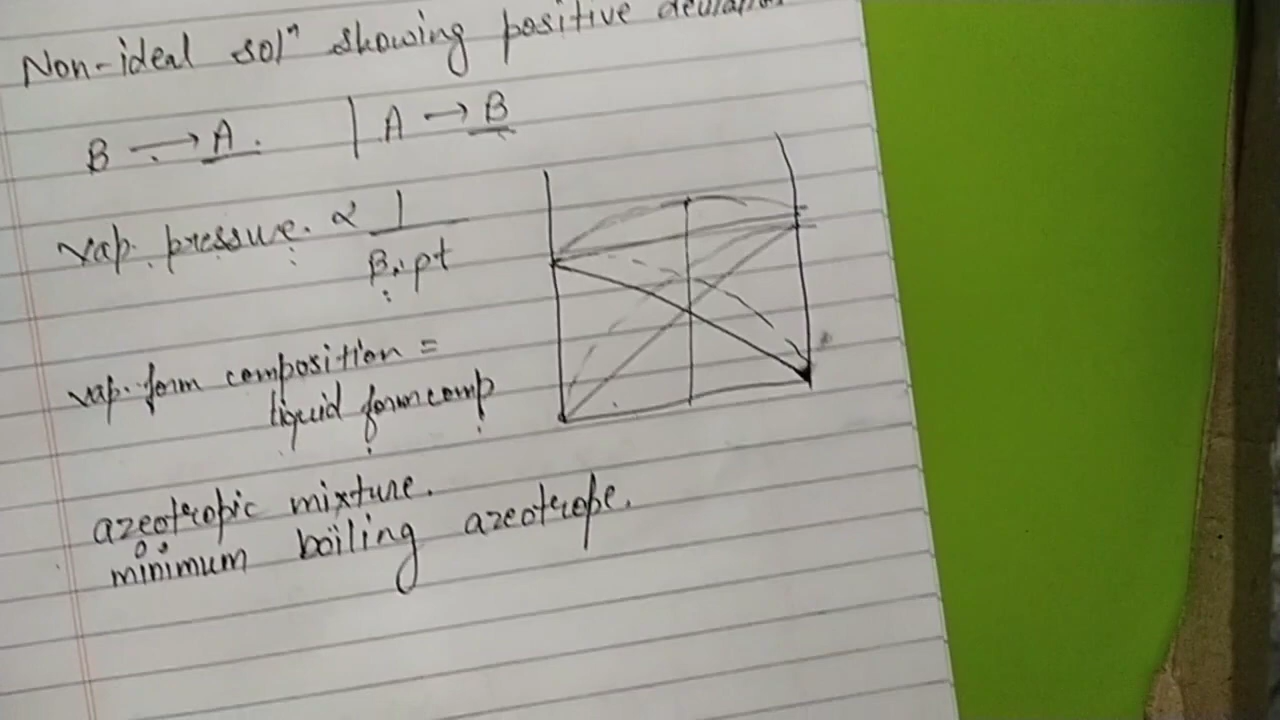 Non-ideal solⁿ showing positive
B → A. | A → B
vap. pressure. ∝ 1
B. pt
vap. form composition =
liquid form comp
azeotropic mixture.
minimum boiling azeotrope.